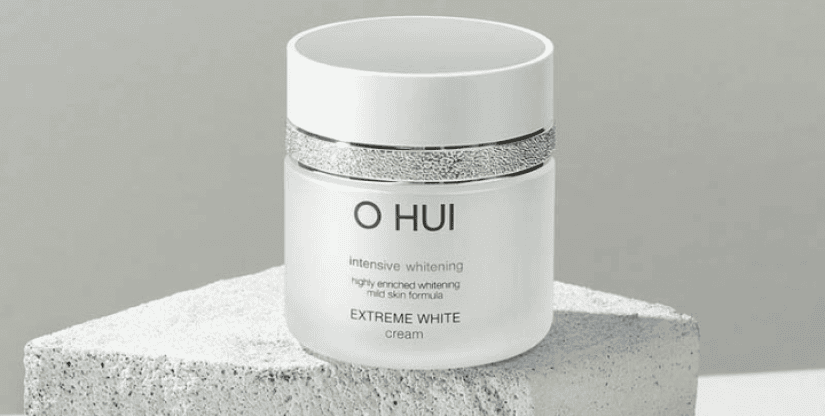 O HUI
intensive whitening
highly enriched whitening
mild skin formula
EXTREME WHITE
cream